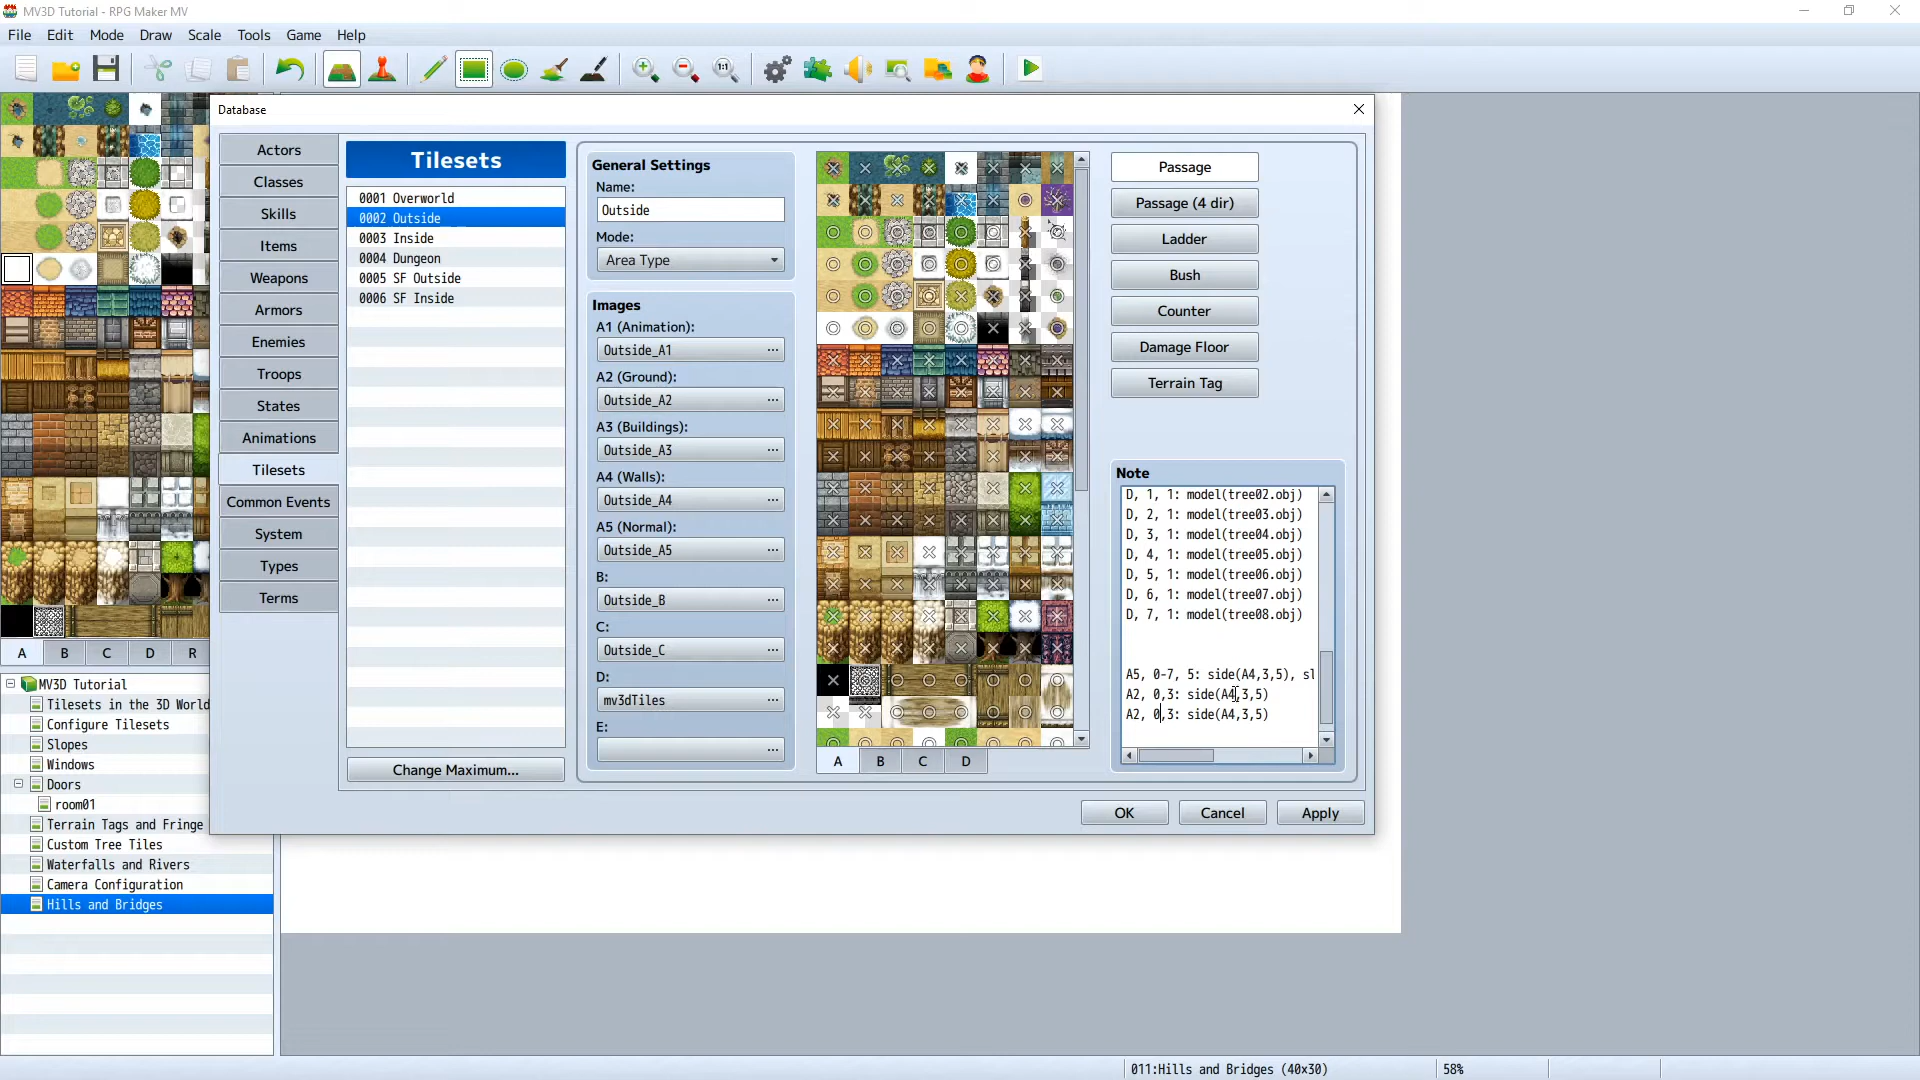 MV3D Tutorial - RPG Maker MV
File Edit Mode Draw Scale Tools Game Help
1:1
Database
Actors
Classes
Skills
Items
Weapons
Armors
Enemies
Troops
States
Animations
Tilesets
Common Events
System
Types
Terms
Tilesets
0001 Overworld
0002 Outside
0003 Inside
0004 Dungeon
0005 SF Outside
0006 SF Inside
Change Maximum...
General Settings
Name:
Outside
Mode:
Area Type
Images
A1 (Animation):
Outside_A1 ...
A2 (Ground):
Outside_A2 ...
A3 (Buildings):
Outside_A3 ...
A4 (Walls):
Outside_A4 ...
A5 (Normal):
Outside_A5 ...
B:
Outside_B ...
C:
Outside_C ...
D:
mv3dTiles ...
E:
...
A B C D
Passage
Passage (4 dir)
Ladder
Bush
Counter
Damage Floor
Terrain Tag
Note
D, 1, 1: model(tree02.obj)
D, 2, 1: model(tree03.obj)
D, 3, 1: model(tree04.obj)
D, 4, 1: model(tree05.obj)
D, 5, 1: model(tree06.obj)
D, 6, 1: model(tree07.obj)
D, 7, 1: model(tree08.obj)
A5, 0-7, 5: side(A4,3,5), sl
A2, 0,3: side(A4,3,5)
A2, 0,3: side(A4,3,5)
OK Cancel Apply
A B C D R
MV3D Tutorial
Tilesets in the 3D World
Configure Tilesets
Slopes
Windows
Doors
room01
Terrain Tags and Fringe
Custom Tree Tiles
Waterfalls and Rivers
Camera Configuration
Hills and Bridges
011:Hills and Bridges (40x30) 58%